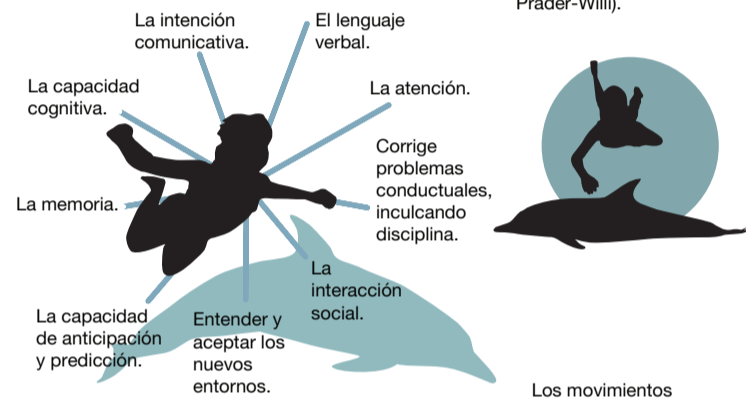 Prader-Willi).
La intención
comunicativa.
El lenguaje
verbal.
La capacidad
cognitiva.
La atención.
Corrige
problemas
conductuales,
inculcando
disciplina.
La memoria.
La
interacción
social.
La capacidad
de anticipación
y predicción.
Entender y
aceptar los
nuevos
entornos.
Los movimientos